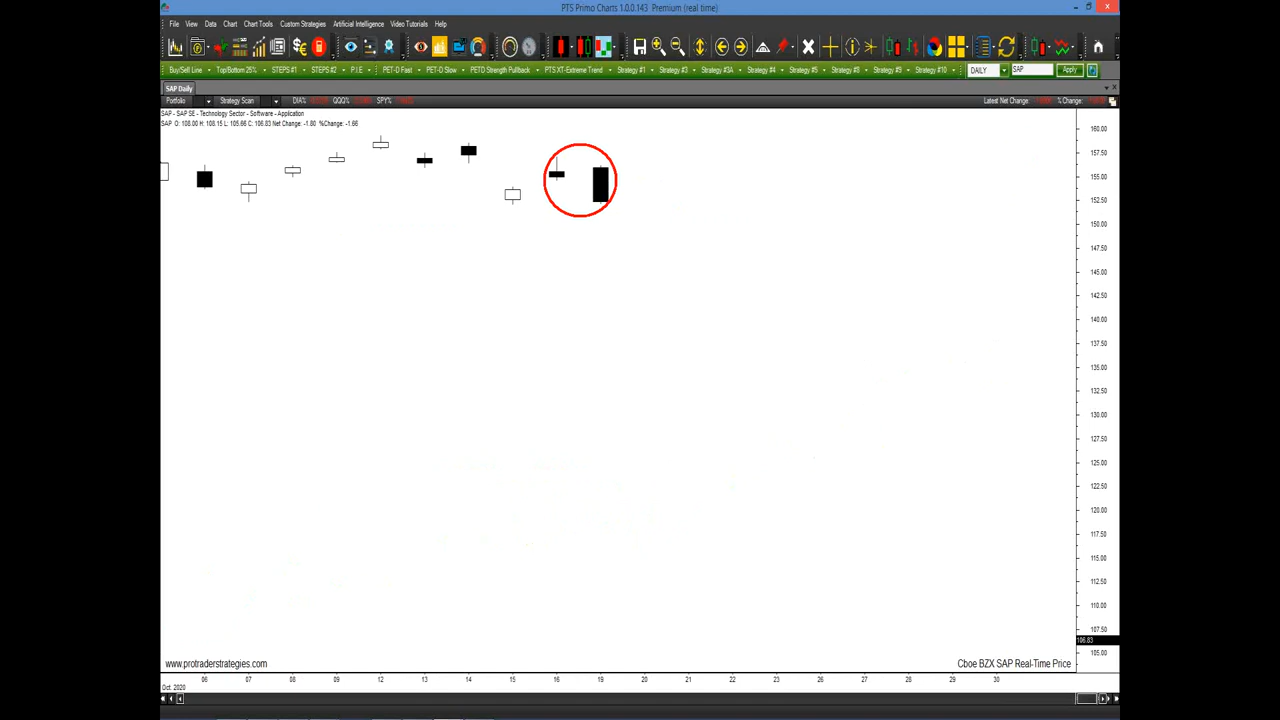 PTS Primo Charts 1.0.0.143 Premium (real time)
File View Data Chart Chart Tools Custom Strategies Artificial Intelligence Video Tutorials Help
Buy/Sell Line Top/Bottom 25% STEPS #1 STEPS #2 P.I.E PET-D Fast PET-D Slow PETD Strength Pullback PTS XT-Extreme Trend Strategy #1 Strategy #3 Strategy #3A Strategy #4 Strategy #5 Strategy #8 Strategy #9 Strategy #10 DAILY SAP Apply
SAP Daily
Portfolio Strategy Scan DIA% QQQ% SPY% Latest Net Change: % Change:
SAP - SAP SE - Technology Sector - Software - Application
SAP O: 108.00 H: 108.15 L: 105.66 C: 106.83 Net Change: -1.80 %Change: -1.66
160.00
157.50
155.00
152.50
150.00
147.50
145.00
142.50
140.00
137.50
135.00
132.50
130.00
127.50
125.00
122.50
120.00
117.50
115.00
112.50
110.00
107.50
106.83
105.00
www.protraderstrategies.com
Cboe BZX SAP Real-Time Price
06 07 08 09 12 13 14 15 16 19 20 21 22 23 26 27 28 29 30
Oct. 2020